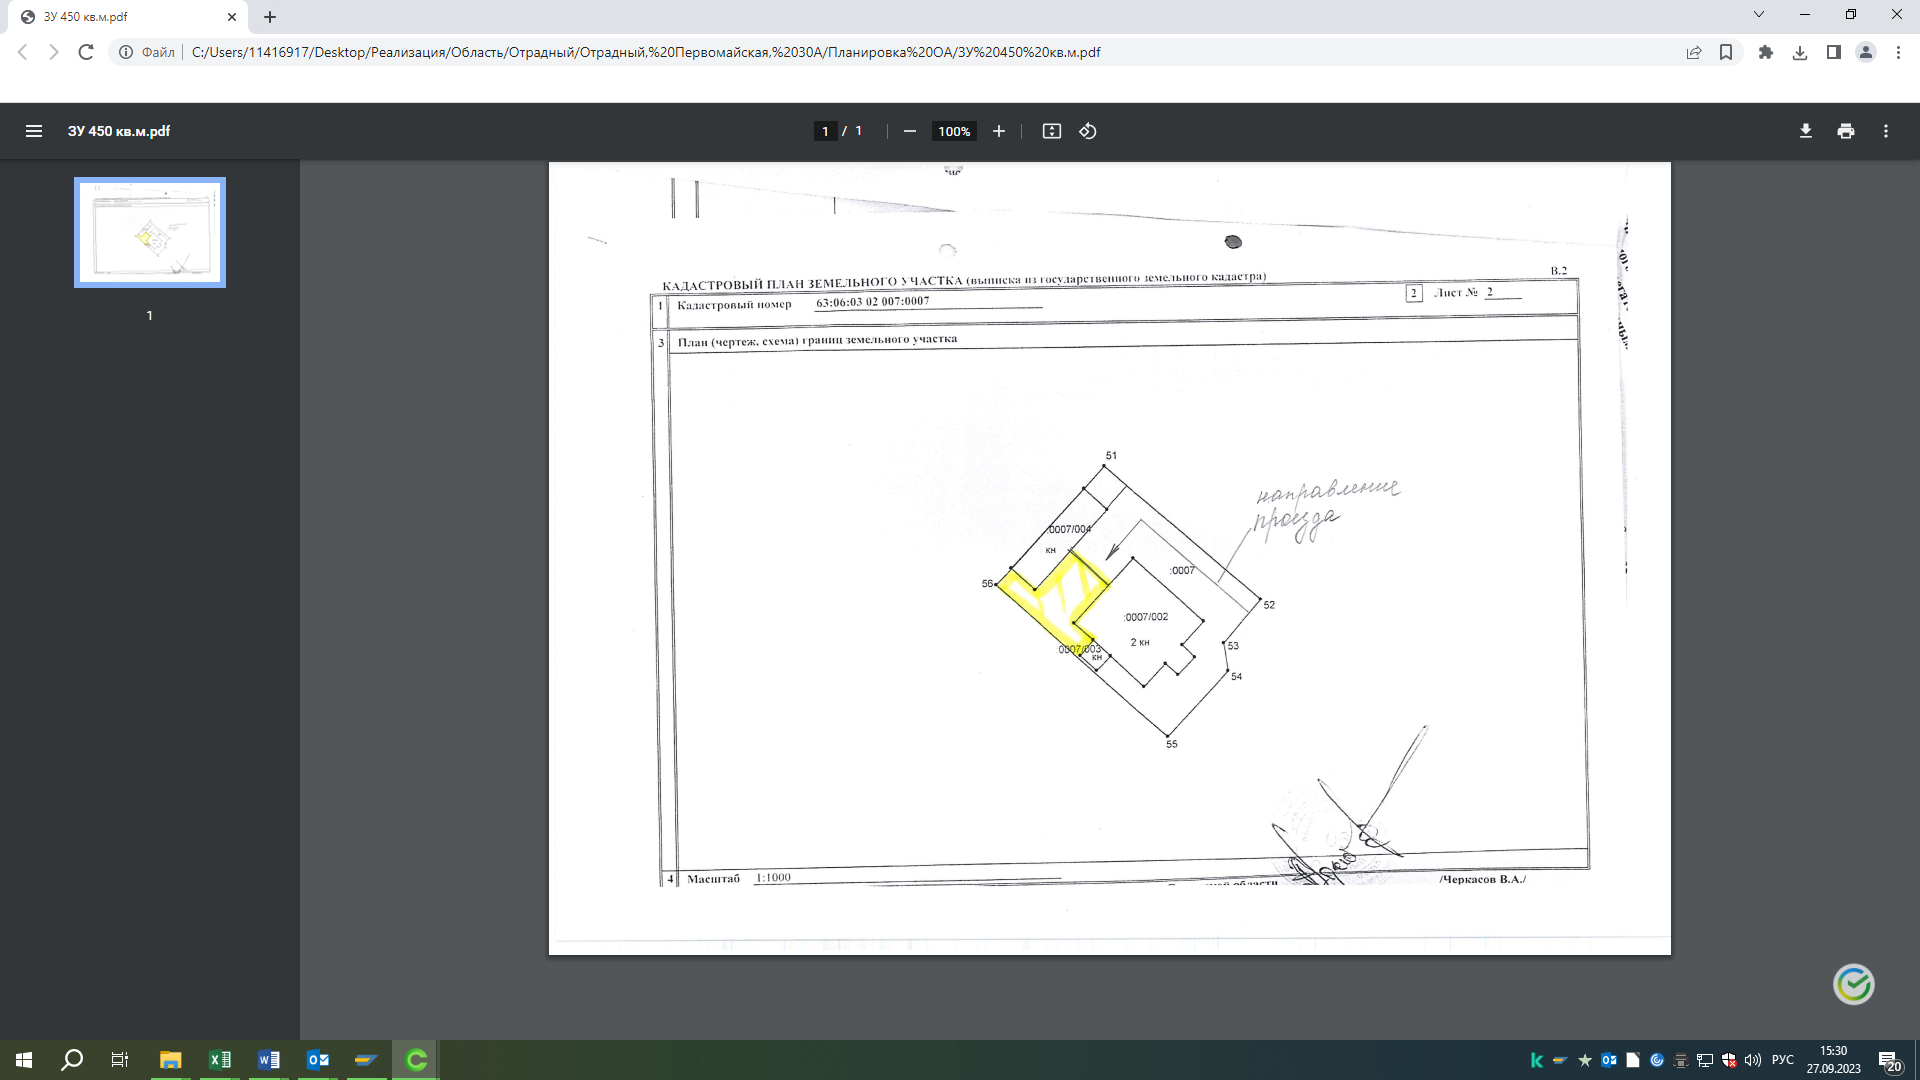 ЗУ 450 кв.м.pdf
Файл
C:/Users/11416917/Desktop/Реализация/Область/Отрадный/Отрадный,%20Первомайская,%2030А/Планировка%20ОА/ЗУ%20450%20кв.м.pdf
ЗУ 450 кв.м.pdf
1 / 1
100%
1
В.2
КАДАСТРОВЫЙ ПЛАН ЗЕМЕЛЬНОГО УЧАСТКА (выписка из государственного земельного кадастра)
1 Кадастровый номер 63:06:03 02 007:0007
2 Лист № 2
3 План (чертеж, схема) границ земельного участка
51
направление
проезда
:0007/004
кн
:0007
56
52
:0007/002
2 кн
53
0007/003
кн
54
55
4 Масштаб 1:1000
области
/Черкасов В.А./
РУС
15:30
27.09.2023
20